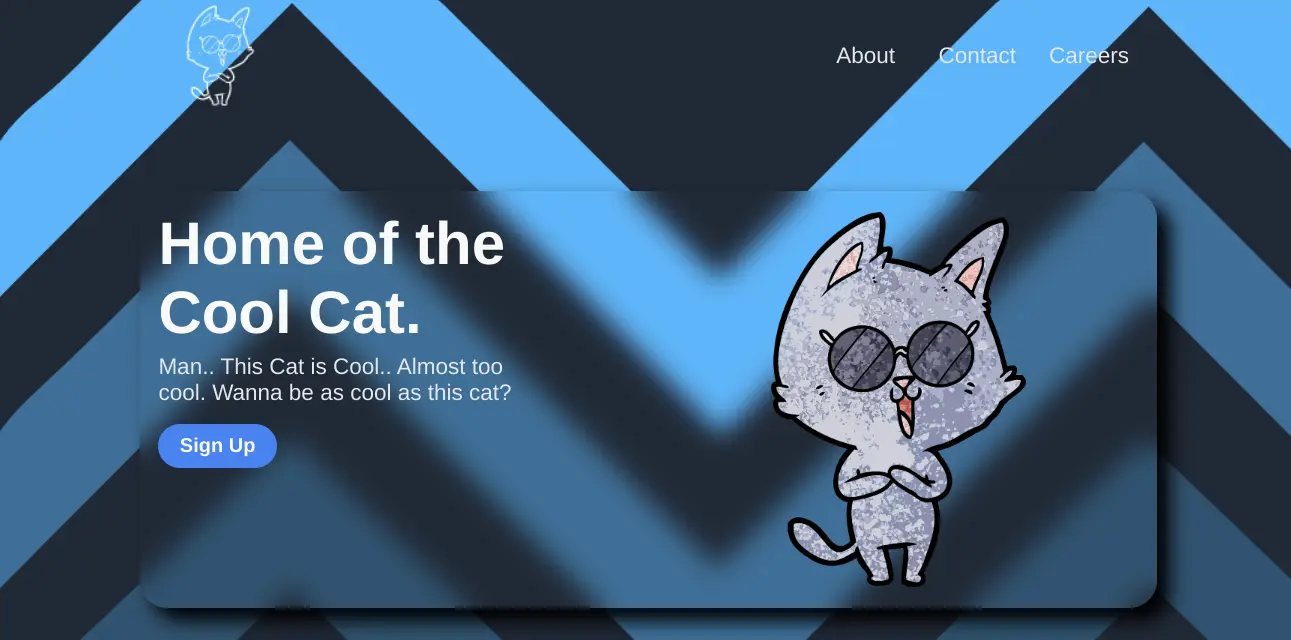 About Contact Careers
Home of the
Cool Cat.
Man.. This Cat is Cool.. Almost too
cool. Wanna be as cool as this cat?
Sign Up